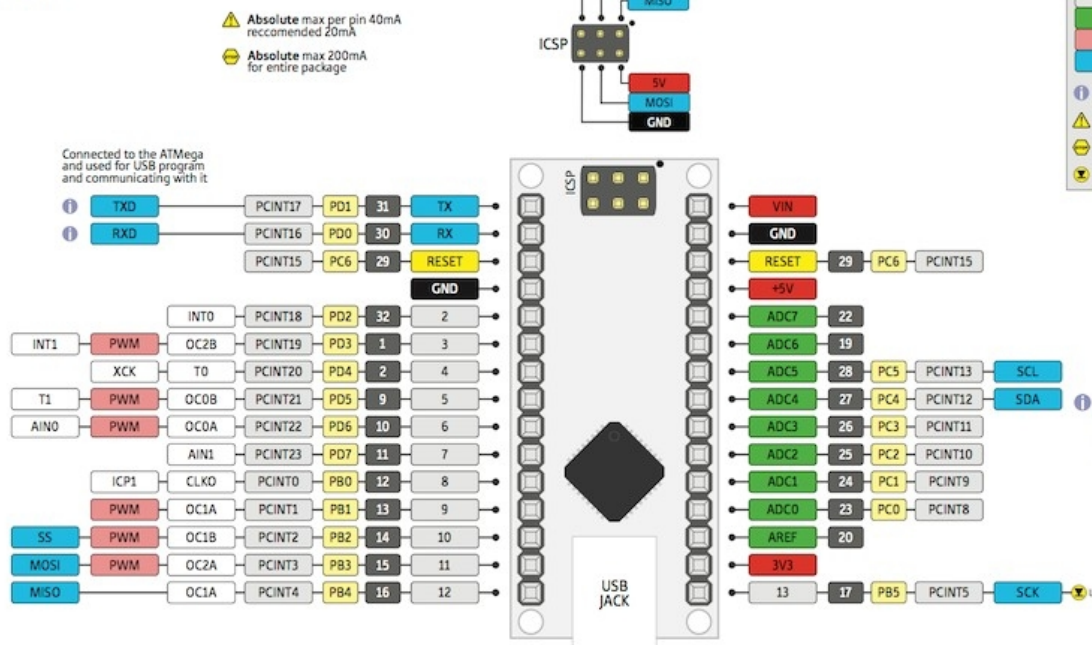 MISO
Absolute max per pin 40mA
reccomended 20mA
Absolute max 200mA
for entire package
ICSP
5V
MOSI
GND
Connected to the ATMega
and used for USB program
and communicating with it
ICSP
TXD PCINT17 PD1 31 TX VIN
RXD PCINT16 PD0 30 RX GND
PCINT15 PC6 29 RESET RESET 29 PC6 PCINT15
GND +5V
INT0 PCINT18 PD2 32 2 ADC7 22
INT1 PWM OC2B PCINT19 PD3 1 3 ADC6 19
XCK T0 PCINT20 PD4 2 4 ADC5 28 PC5 PCINT13 SCL
T1 PWM OC0B PCINT21 PD5 9 5 ADC4 27 PC4 PCINT12 SDA
AIN0 PWM OC0A PCINT22 PD6 10 6 ADC3 26 PC3 PCINT11
AIN1 PCINT23 PD7 11 7 ADC2 25 PC2 PCINT10
ICP1 CLKO PCINT0 PB0 12 8 ADC1 24 PC1 PCINT9
PWM OC1A PCINT1 PB1 13 9 ADC0 23 PC0 PCINT8
SS PWM OC1B PCINT2 PB2 14 10 AREF 20
MOSI PWM OC2A PCINT3 PB3 15 11 3V3
MISO OC1A PCINT4 PB4 16 12 13 17 PB5 PCINT5 SCK
USB
JACK